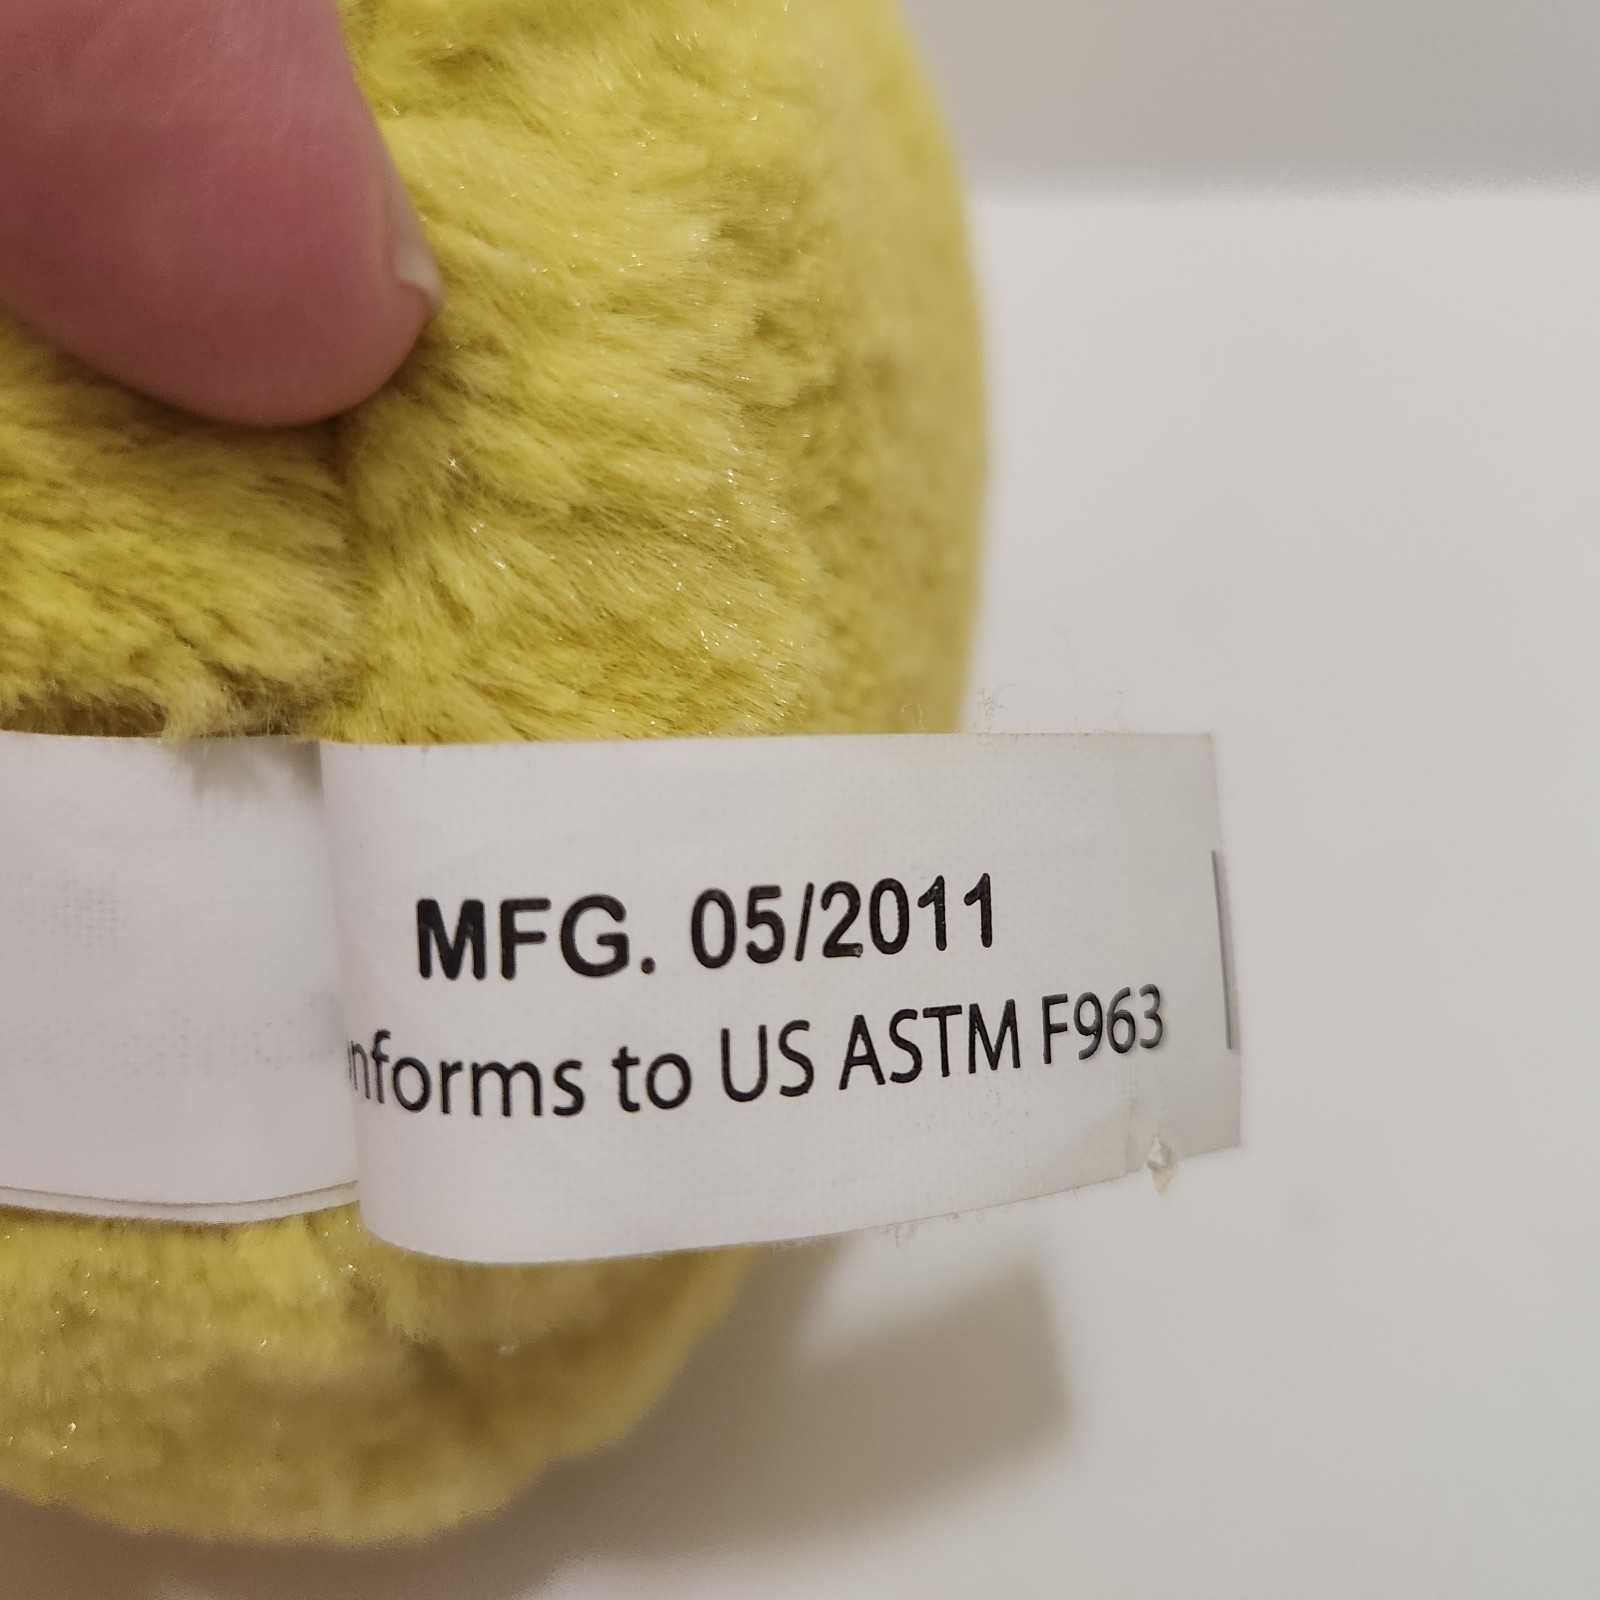 MFG. 05/2011
nforms to US ASTM F963